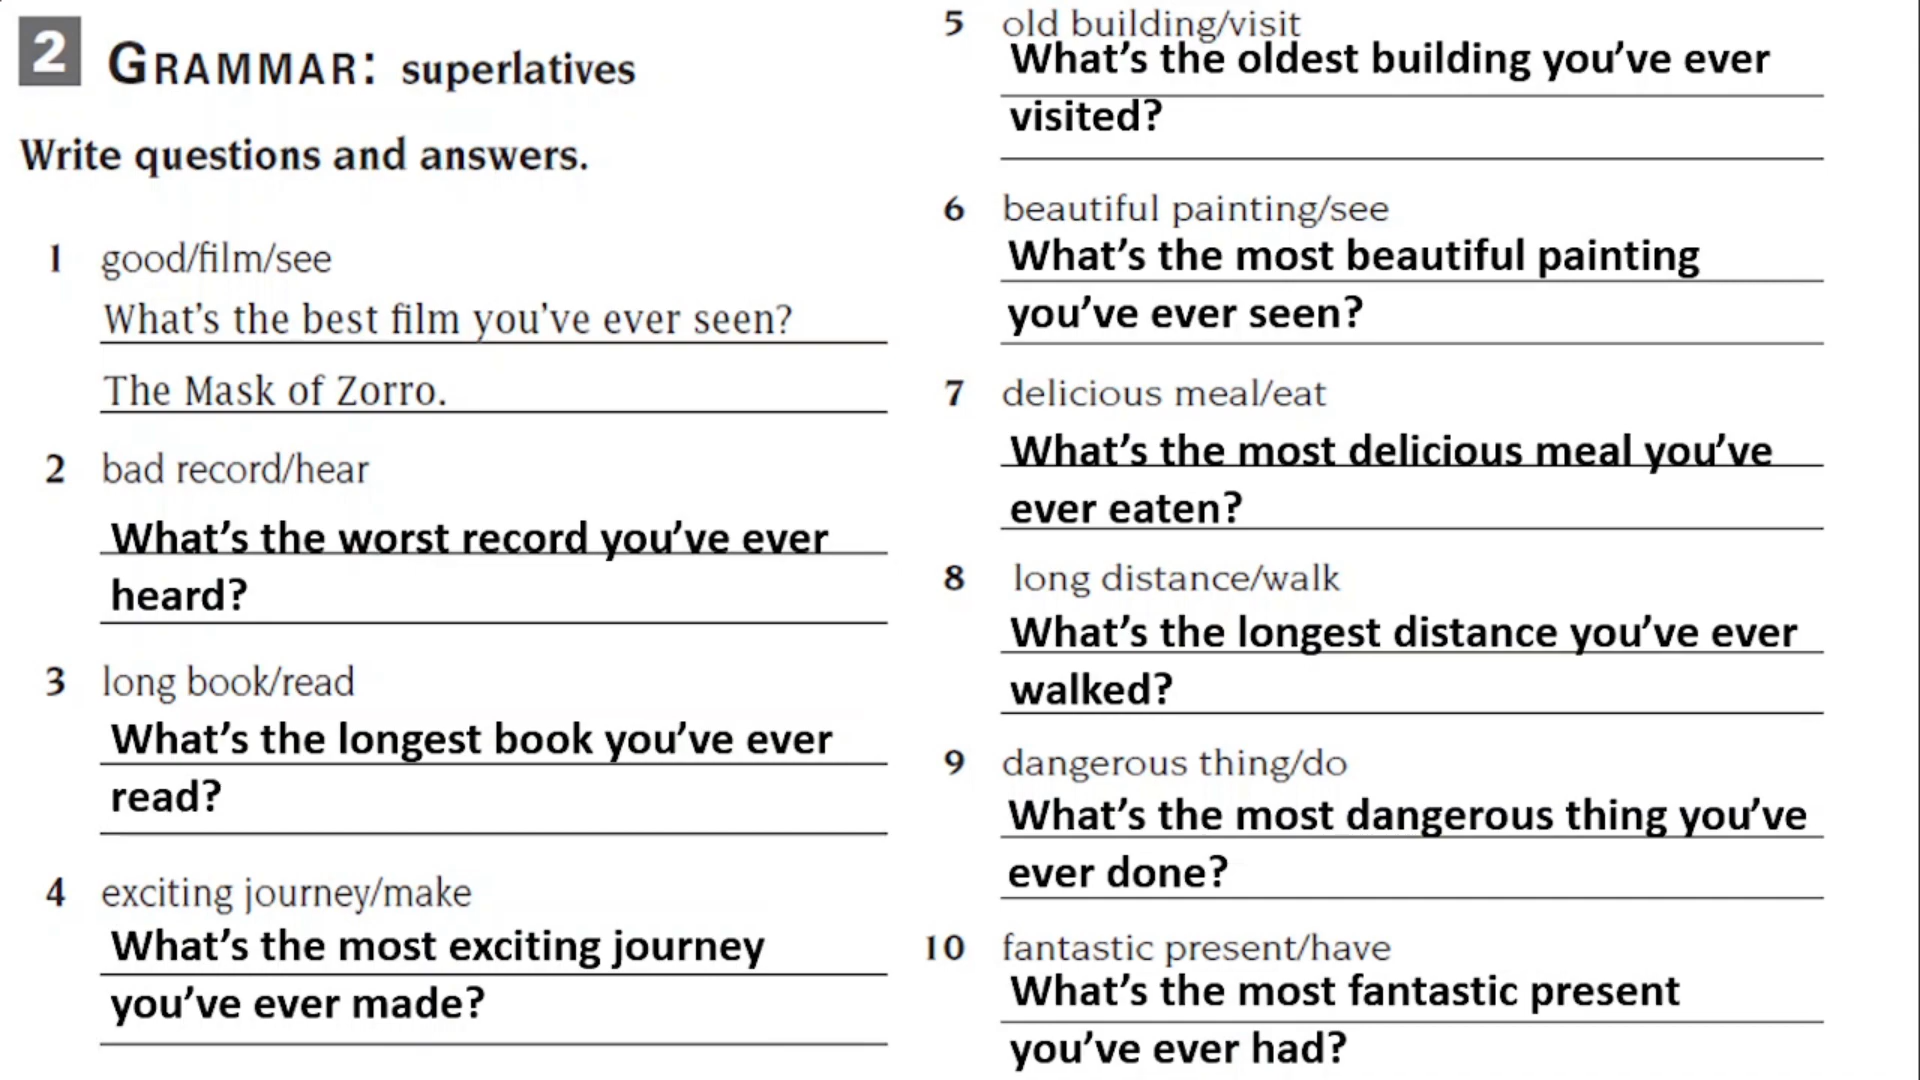 2 GRAMMAR: superlatives
Write questions and answers.
1 good/film/see
What's the best film you've ever seen?
The Mask of Zorro.
2 bad record/hear
What's the worst record you've ever
heard?
3 long book/read
What's the longest book you've ever
read?
4 exciting journey/make
What's the most exciting journey
you've ever made?
5 old building/visit
What's the oldest building you've ever
visited?
6 beautiful painting/see
What's the most beautiful painting
you've ever seen?
7 delicious meal/eat
What's the most delicious meal you've
ever eaten?
8 long distance/walk
What's the longest distance you've ever
walked?
9 dangerous thing/do
What's the most dangerous thing you've
ever done?
10 fantastic present/have
What's the most fantastic present
you've ever had?